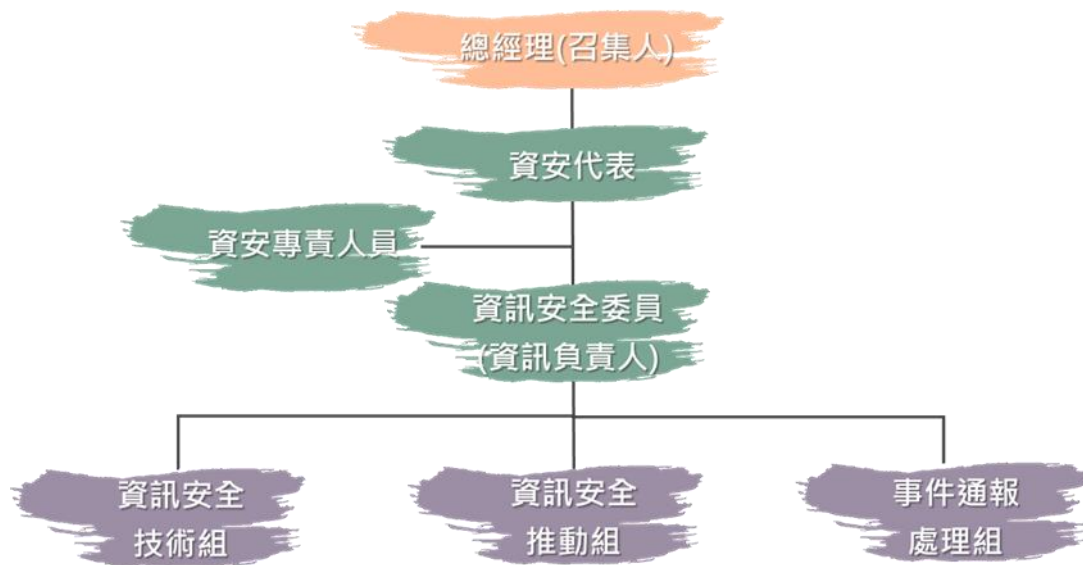 總經理(召集人)
資安代表
資安專責人員
資訊安全委員
(資訊負責人)
資訊安全
技術組
資訊安全
推動組
事件通報
處理組